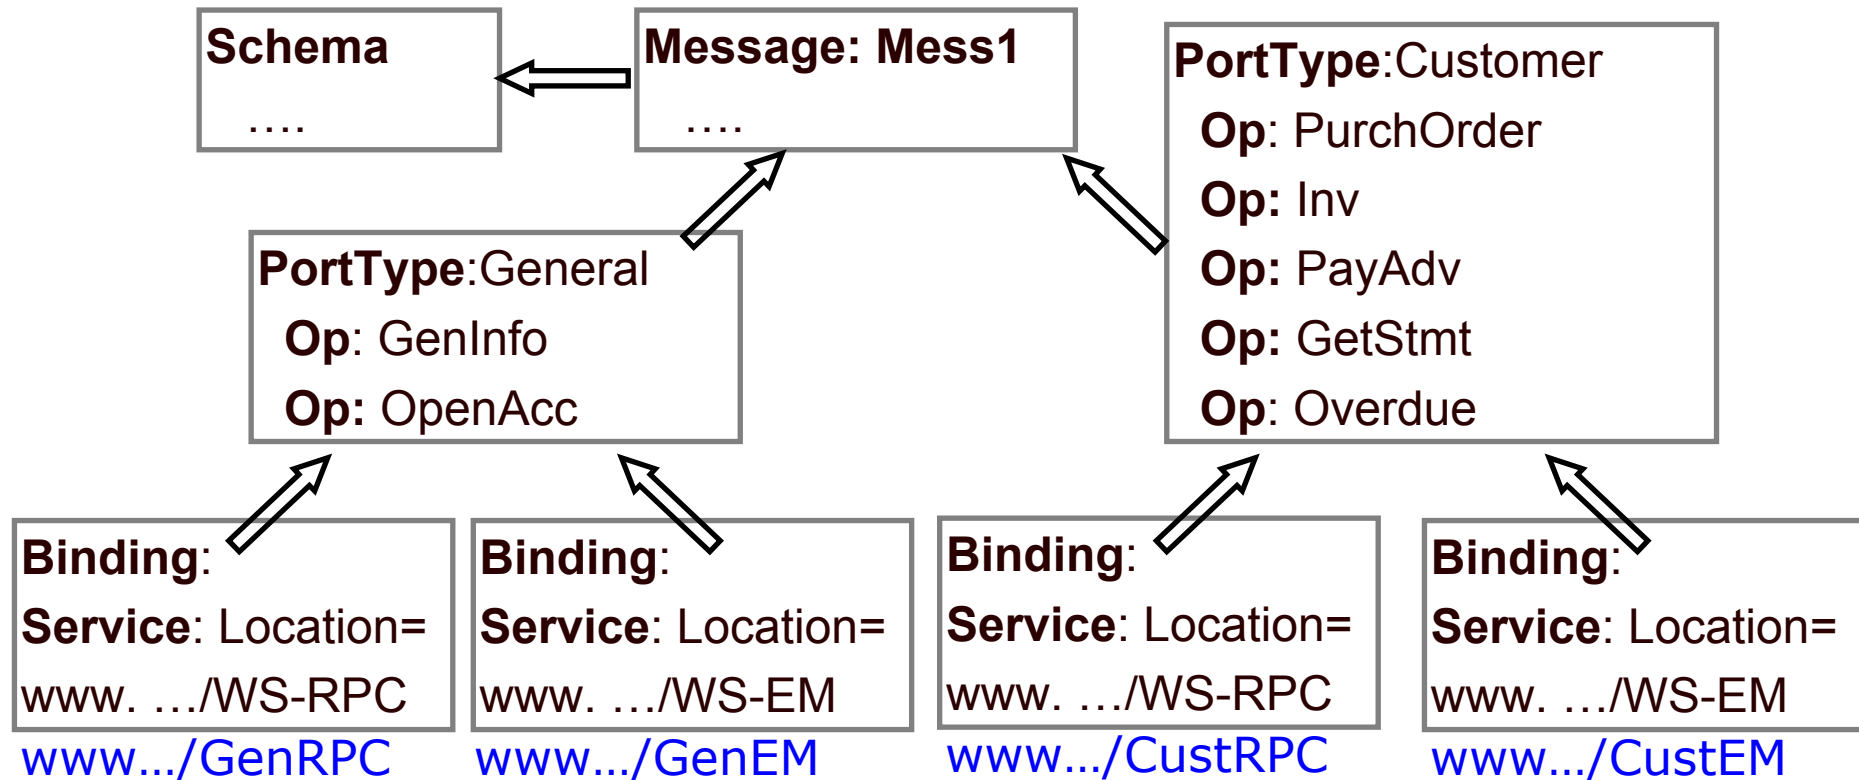 Schema
….
Message: Mess1
….
PortType:Customer
Op: PurchOrder
Op: Inv
Op: PayAdv
Op: GetStmt
Op: Overdue
PortType:General
Op: GenInfo
Op: OpenAcc
Binding:
Service: Location=
www. …/WS-RPC
www…/GenRPC
Binding:
Service: Location=
www. …/WS-EM
www…/GenEM
Binding:
Service: Location=
www. …/WS-RPC
www…/CustRPC
Binding:
Service: Location=
www. …/WS-EM
www…/CustEM